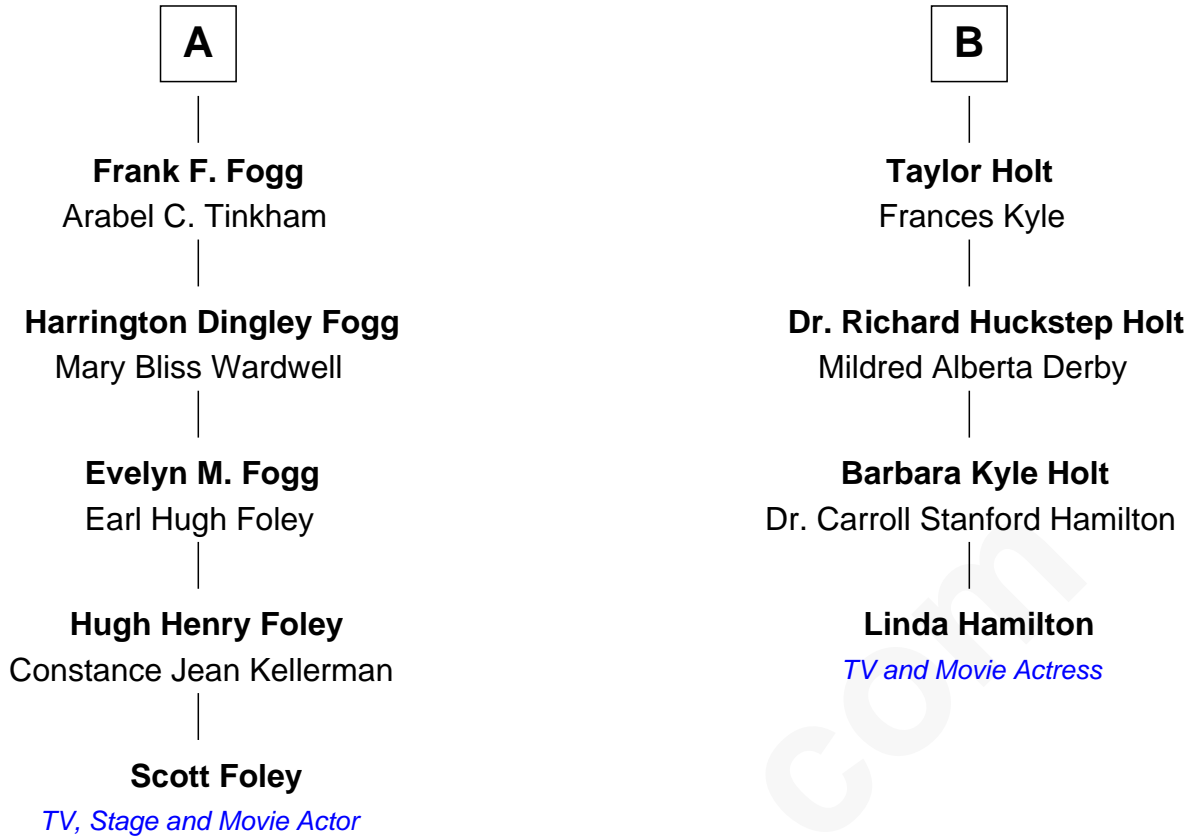 A
Frank F. Fogg
Arabel C. Tinkham
Harrington Dingley Fogg
Mary Bliss Wardwell
Evelyn M. Fogg
Earl Hugh Foley
Hugh Henry Foley
Constance Jean Kellerman
Scott Foley
TV, Stage and Movie Actor
B
Taylor Holt
Frances Kyle
Dr. Richard Huckstep Holt
Mildred Alberta Derby
Barbara Kyle Holt
Dr. Carroll Stanford Hamilton
Linda Hamilton
TV and Movie Actress
com